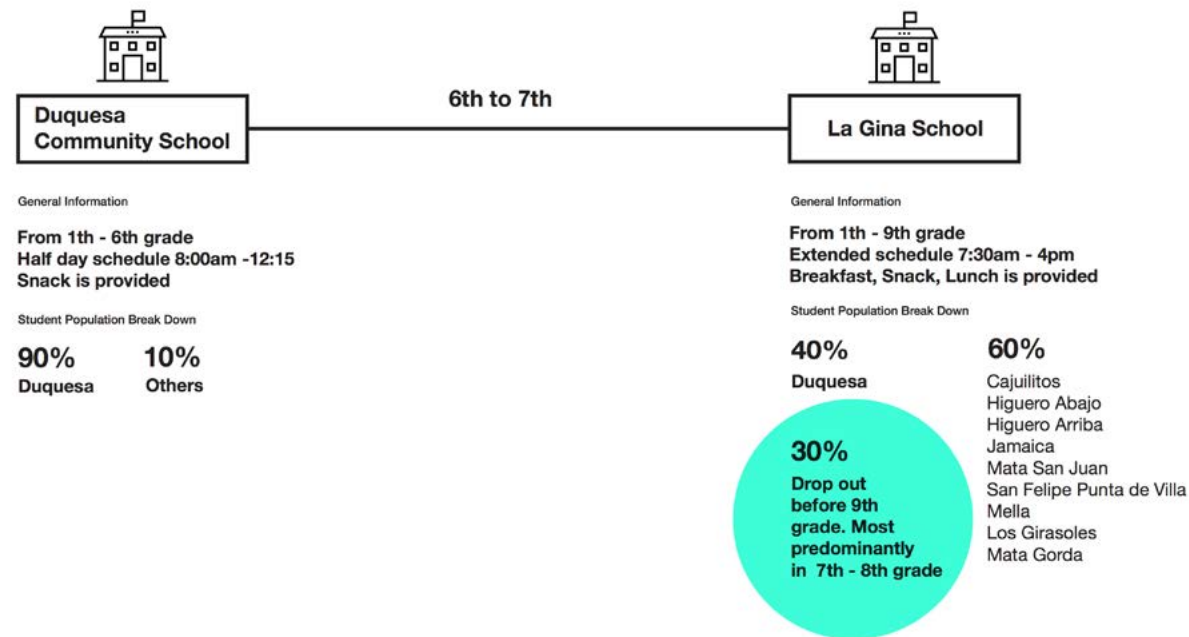 Duquesa
Community School
6th to 7th
La Gina School
General Information
From 1th - 6th grade
Half day schedule 8:00am -12:15
Snack is provided
Student Population Break Down
90%
Duquesa
10%
Others
General Information
From 1th - 9th grade
Extended schedule 7:30am - 4pm
Breakfast, Snack, Lunch is provided
Student Population Break Down
40%
Duquesa
30%
Drop out
before 9th
grade. Most
predominantly
in 7th - 8th grade
60%
Cajuilitos
Higuero Abajo
Higuero Arriba
Jamaica
Mata San Juan
San Felipe Punta de Villa
Mella
Los Girasoles
Mata Gorda